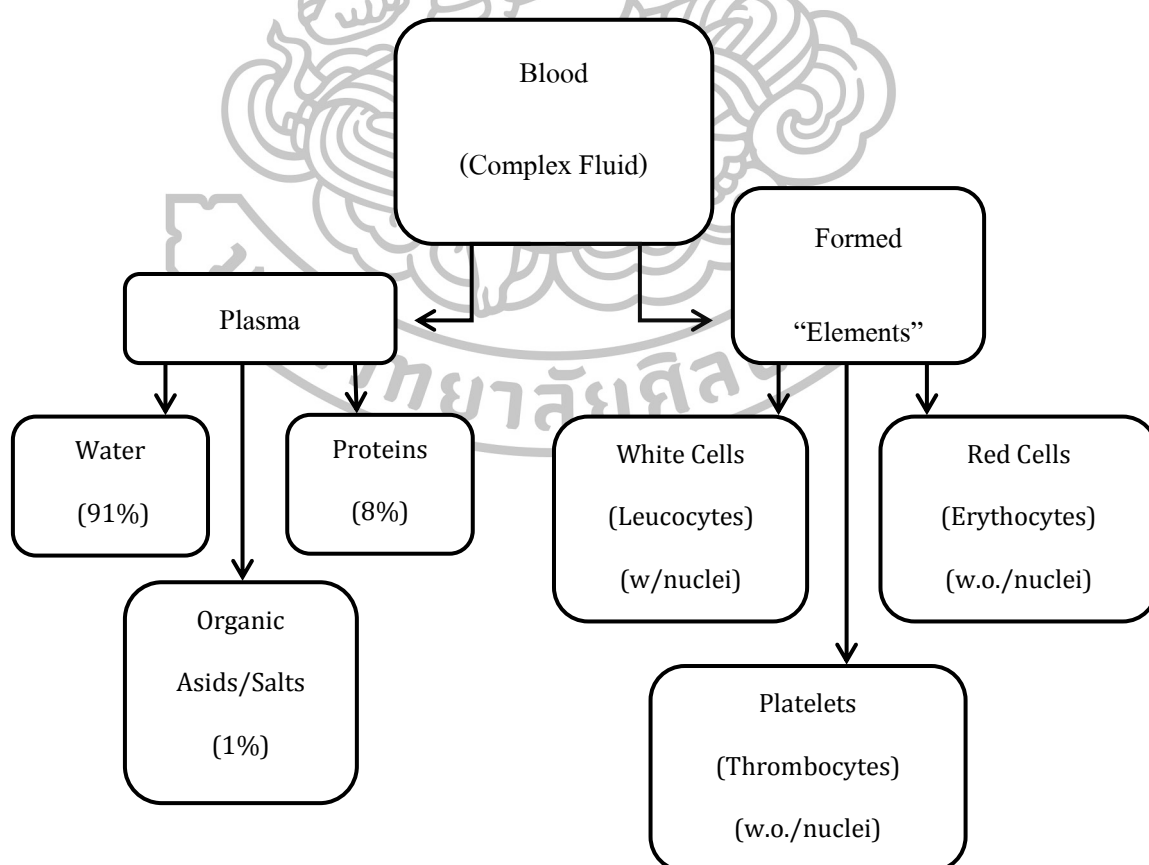 Blood
(Complex Fluid)
Formed
“Elements”
Plasma
Water
(91%)
Proteins
(8%)
White Cells
(Leucocytes)
(w/nuclei)
Red Cells
(Erythocytes)
(w.o./nuclei)
Organic
Asids/Salts
(1%)
Platelets
(Thrombocytes)
(w.o./nuclei)